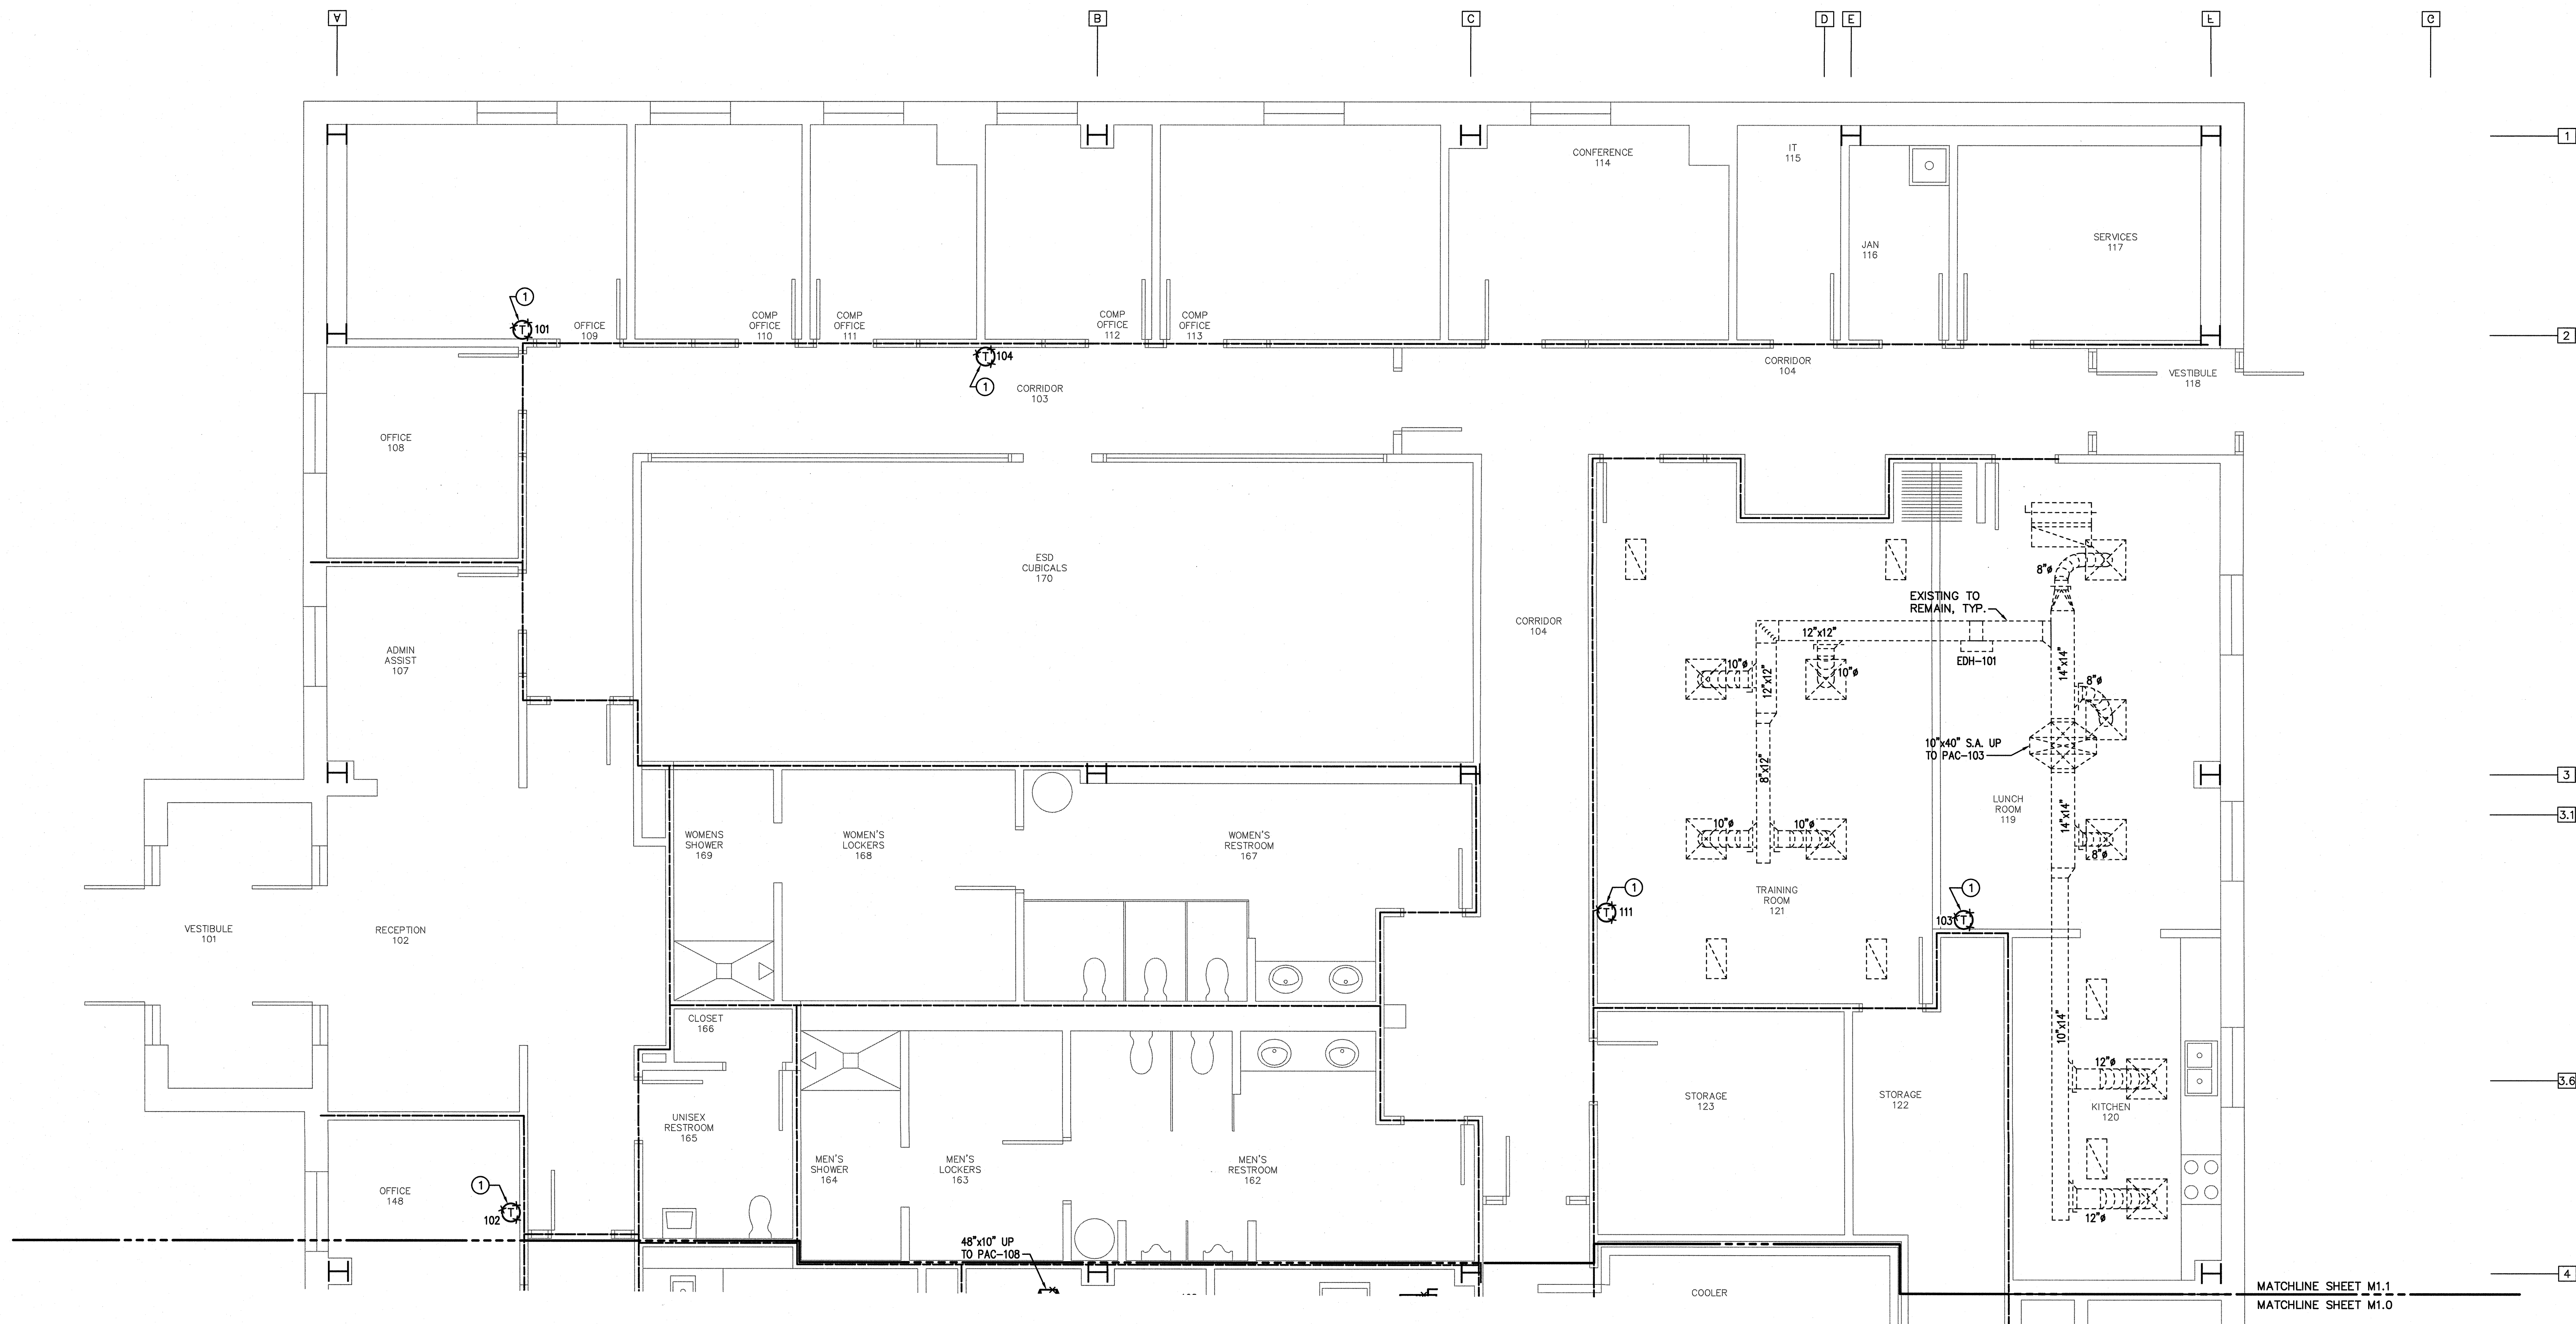 A
B
C
D
E
F
G
1
CONFERENCE
114
IT
115
JAN
116
SERVICES
117
1
101
OFFICE
109
COMP
OFFICE
110
COMP
OFFICE
111
COMP
OFFICE
112
COMP
OFFICE
113
2
T
T
104
1
CORRIDOR
103
CORRIDOR
104
VESTIBULE
118
OFFICE
108
ESD
CUBICALS
170
CORRIDOR
104
8"ø
EXISTING TO
REMAIN, TYP.
12"x12"
EDH-101
ADMIN
ASSIST
107
10"ø
10"ø
12"x12"
14"x14"
8"ø
10"x40" S.A. UP
TO PAC-103
8"x12"
3
LUNCH
ROOM
119
14"x14"
3.1
10"ø
10"ø
8"ø
WOMENS
SHOWER
169
WOMEN'S
LOCKERS
168
WOMEN'S
RESTROOM
167
TRAINING
ROOM
121
1
T
111
1
103
T
VESTIBULE
101
RECEPTION
102
CLOSET
166
10"x14"
12"ø
3.6
STORAGE
123
STORAGE
122
KITCHEN
120
UNISEX
RESTROOM
165
MEN'S
SHOWER
164
MEN'S
LOCKERS
163
MEN'S
RESTROOM
162
OFFICE
148
1
102
T
12"ø
48"x10" UP
TO PAC-108
4
COOLER
MATCHLINE SHEET M1.1
MATCHLINE SHEET M1.0